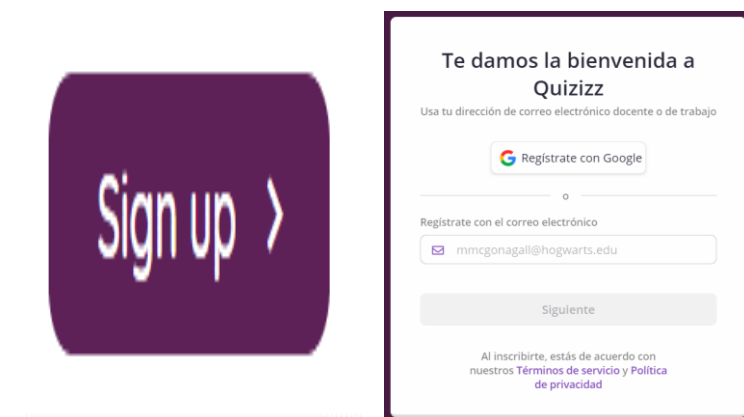 Sign up >
Te damos la bienvenida a
Quizizz
Usa tu dirección de correo electrónico docente o de trabajo
Regístrate con Google
o
Regístrate con el correo electrónico
mmcgonagall@hogwarts.edu
Siguiente
Al inscribirte, estás de acuerdo con
nuestros Términos de servicio y Política
de privacidad